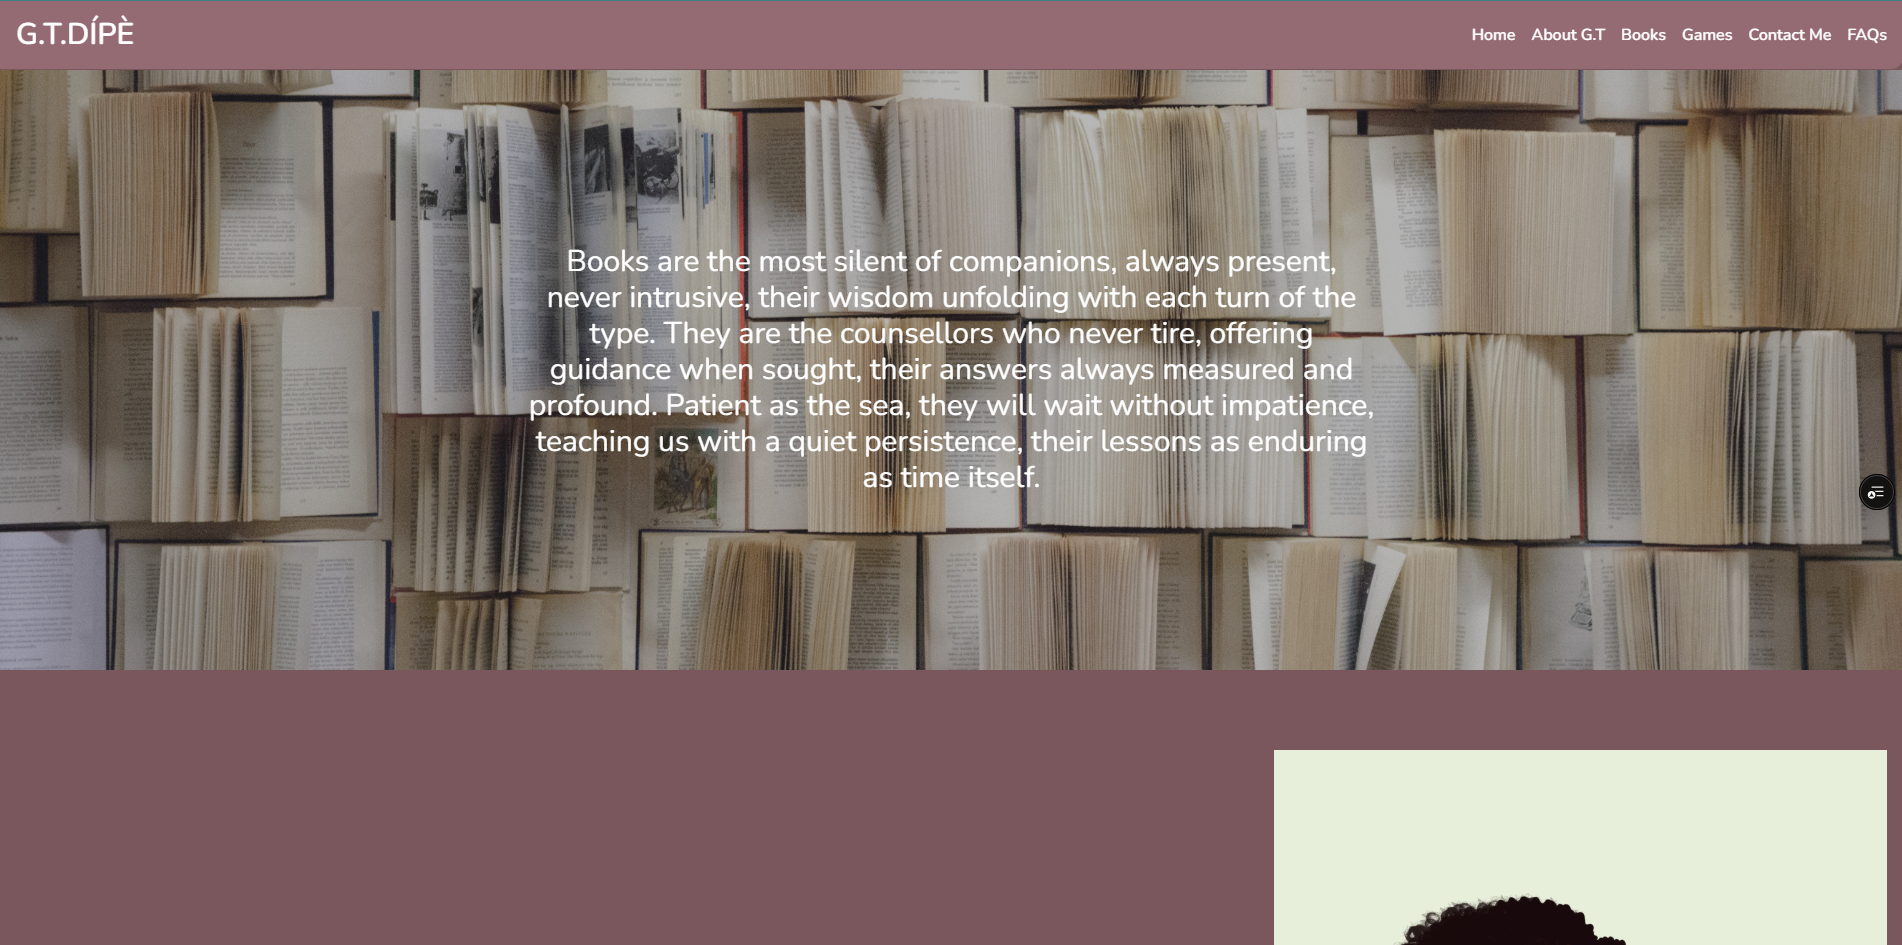 G.T.DÍPÈ
Home About G.T Books Games Contact Me FAQs
Books are the most silent of companions, always present,
never intrusive, their wisdom unfolding with each turn of the
type. They are the counsellors who never tire, offering
guidance when sought, their answers always measured and
profound. Patient as the sea, they will wait without impatience,
teaching us with a quiet persistence, their lessons as enduring
as time itself.